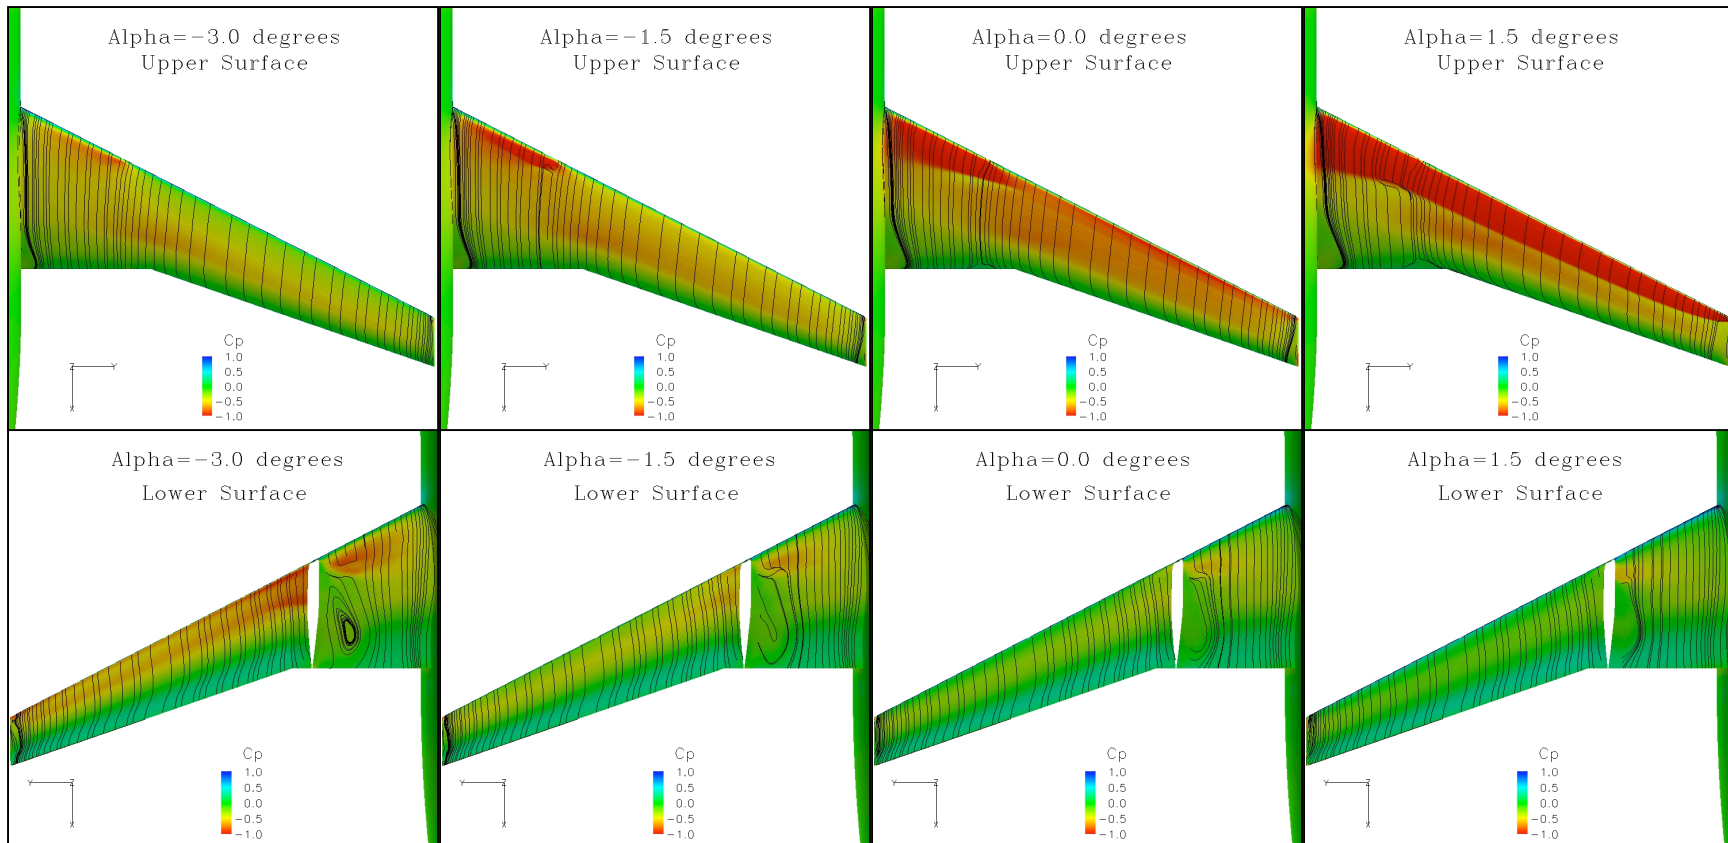 Alpha=−3.0 degrees
Upper Surface
Cp
1.0
0.5
0.0
−0.5
−1.0
Z
Y
X
Alpha=−1.5 degrees
Upper Surface
Cp
1.0
0.5
0.0
−0.5
−1.0
Z
Y
X
Alpha=0.0 degrees
Upper Surface
Cp
1.0
0.5
0.0
−0.5
−1.0
Z
Y
X
Alpha=1.5 degrees
Upper Surface
Cp
1.0
0.5
0.0
−0.5
−1.0
Z
Y
X
Alpha=−3.0 degrees
Lower Surface
Cp
1.0
0.5
0.0
−0.5
−1.0
Y
Z
X
Alpha=−1.5 degrees
Lower Surface
Cp
1.0
0.5
0.0
−0.5
−1.0
Y
Z
X
Alpha=0.0 degrees
Lower Surface
Cp
1.0
0.5
0.0
−0.5
−1.0
Y
Z
X
Alpha=1.5 degrees
Lower Surface
Cp
1.0
0.5
0.0
−0.5
−1.0
Y
Z
X